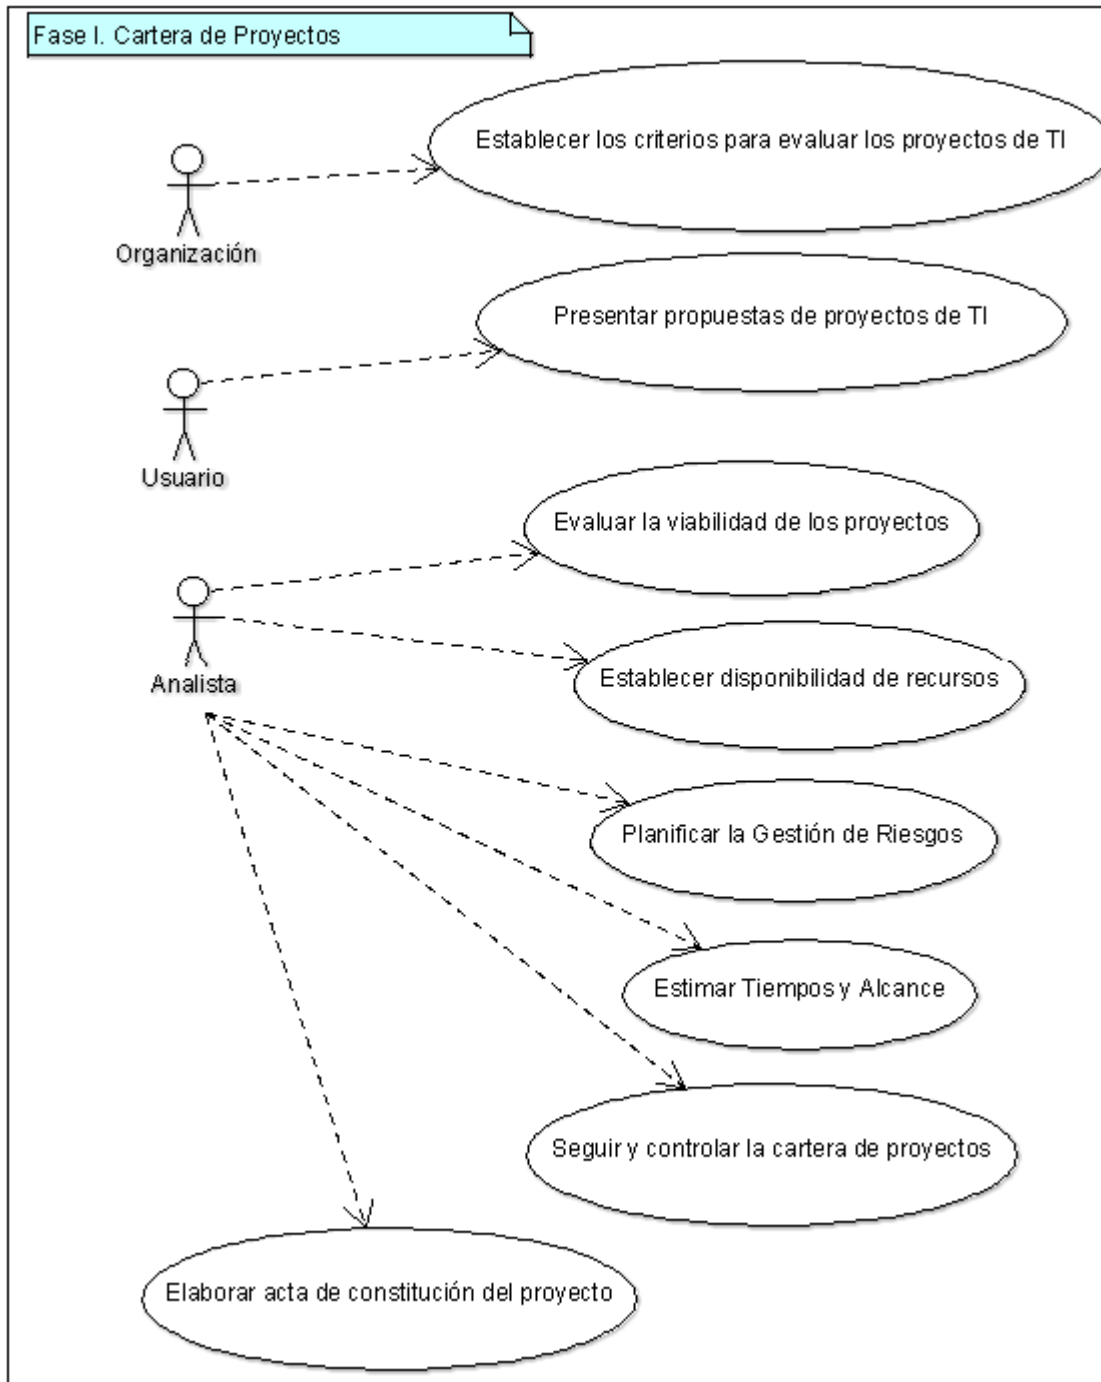 Fase I. Cartera de Proyectos
Establecer los criterios para evaluar los proyectos de TI
Organización
Presentar propuestas de proyectos de TI
Usuario
Evaluar la viabilidad de los proyectos
Analista
Establecer disponibilidad de recursos
Planificar la Gestión de Riesgos
Estimar Tiempos y Alcance
Seguir y controlar la cartera de proyectos
Elaborar acta de constitución del proyecto